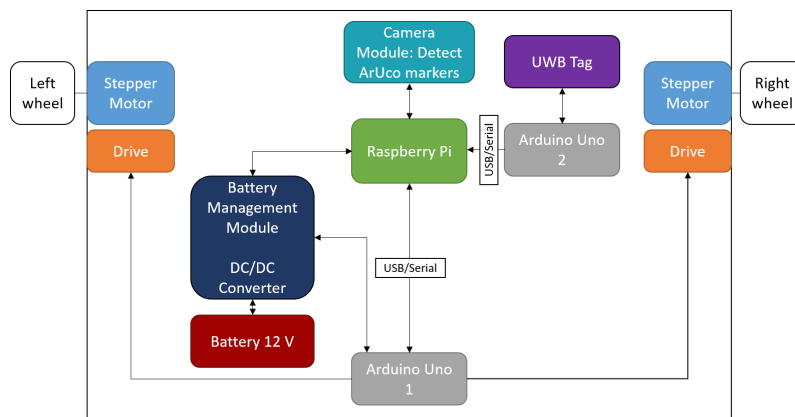 Camera
Module: Detect
ArUco markers
UWB Tag
Left
wheel
Stepper
Motor
Stepper
Motor
Right
wheel
Drive
Raspberry Pi
USB/Serial
Arduino Uno
2
Drive
Battery
Management
Module
DC/DC
Converter
USB/Serial
Battery 12 V
Arduino Uno
1